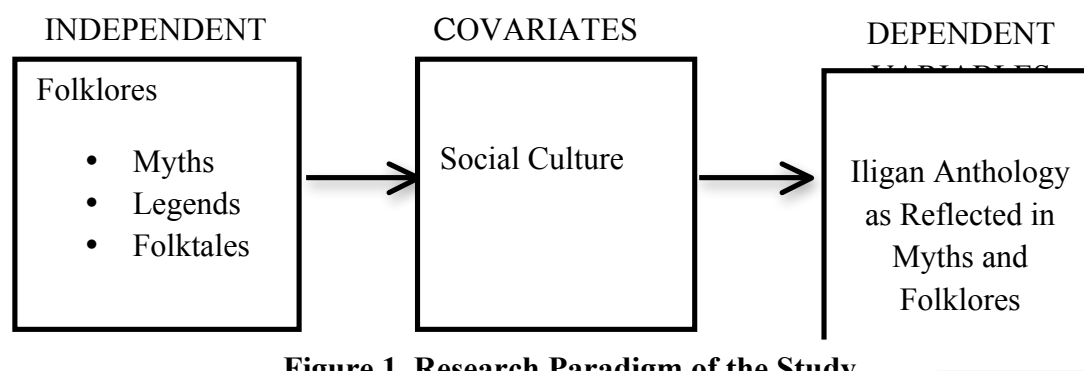 INDEPENDENT
COVARIATES
DEPENDENT
VARIABLES
Folklores
• Myths
• Legends
• Folktales
Social Culture
Iligan Anthology
as Reflected in
Myths and
Folklores
Figure 1. Research Paradigm of the Study